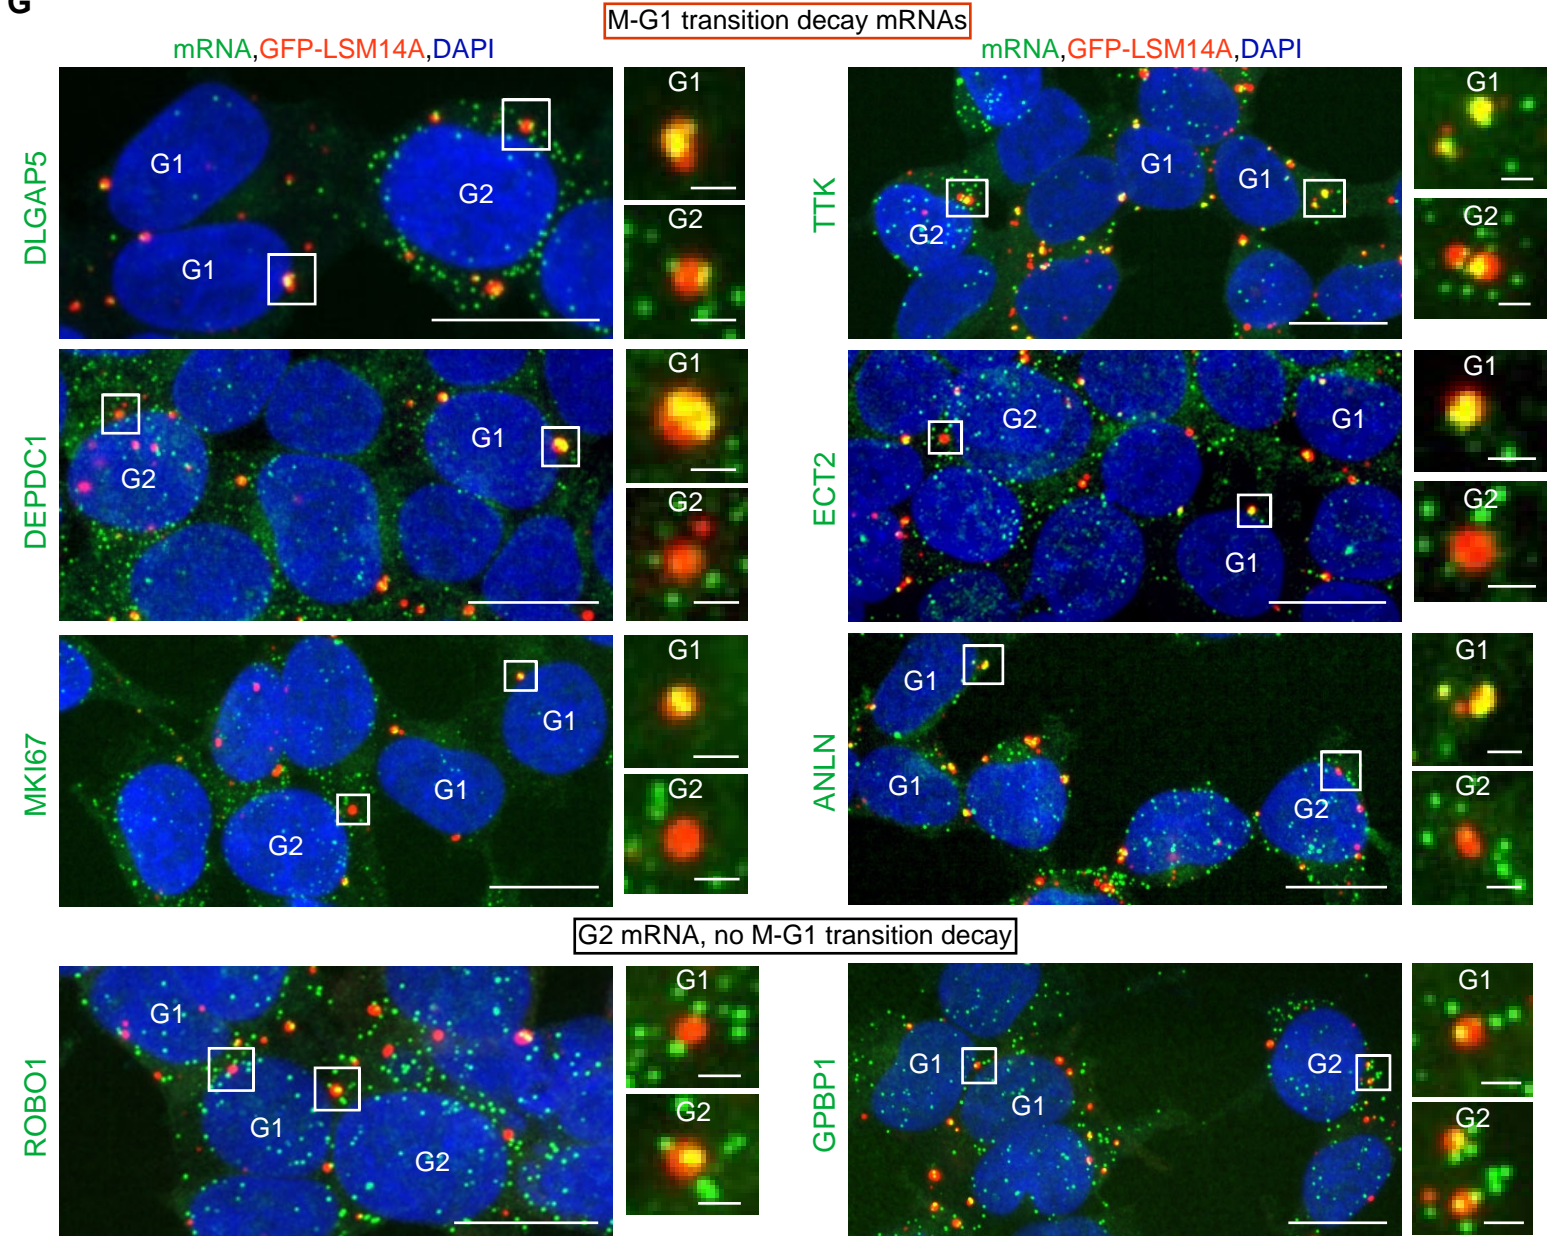 G
M-G1 transition decay mRNAs
mRNA,GFP-LSM14A,DAPI
mRNA,GFP-LSM14A,DAPI
DLGAP5
G1
G1
G2
G1
G2
TTK
G2
G1
G1
G1
G2
DEPDC1
G2
G1
G1
G2
ECT2
G2
G1
G1
G1
G2
MKI67
G1
G1
G2
G1
G2
ANLN
G1
G1
G2
G1
G2
G2 mRNA, no M-G1 transition decay
ROBO1
G1
G1
G2
G1
G2
GPBP1
G1
G1
G2
G1
G2